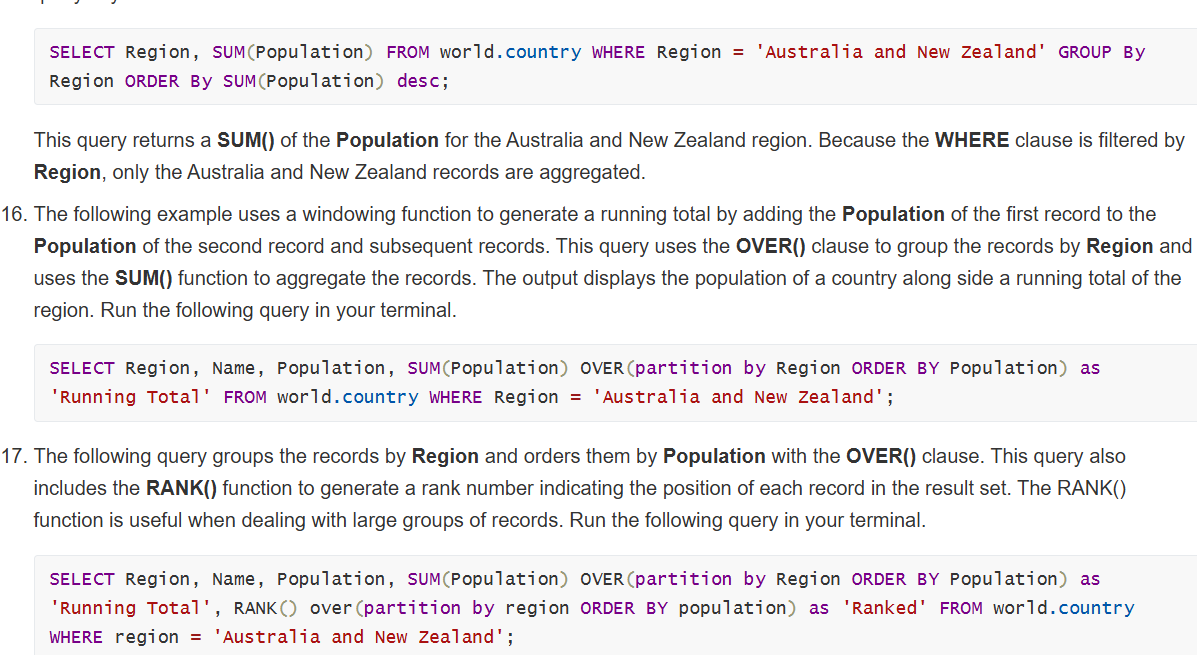 SELECT Region, SUM(Population) FROM world.country WHERE Region = 'Australia and New Zealand' GROUP By
Region ORDER By SUM(Population) desc;
This query returns a SUM() of the Population for the Australia and New Zealand region. Because the WHERE clause is filtered by
Region, only the Australia and New Zealand records are aggregated.
16. The following example uses a windowing function to generate a running total by adding the Population of the first record to the
Population of the second record and subsequent records. This query uses the OVER() clause to group the records by Region and
uses the SUM() function to aggregate the records. The output displays the population of a country along side a running total of the
region. Run the following query in your terminal.
SELECT Region, Name, Population, SUM(Population) OVER(partition by Region ORDER BY Population) as
'Running Total' FROM world.country WHERE Region = 'Australia and New Zealand';
17. The following query groups the records by Region and orders them by Population with the OVER() clause. This query also
includes the RANK() function to generate a rank number indicating the position of each record in the result set. The RANK()
function is useful when dealing with large groups of records. Run the following query in your terminal.
SELECT Region, Name, Population, SUM(Population) OVER(partition by Region ORDER BY Population) as
'Running Total', RANK() over(partition by region ORDER BY population) as 'Ranked' FROM world.country
WHERE region = 'Australia and New Zealand';